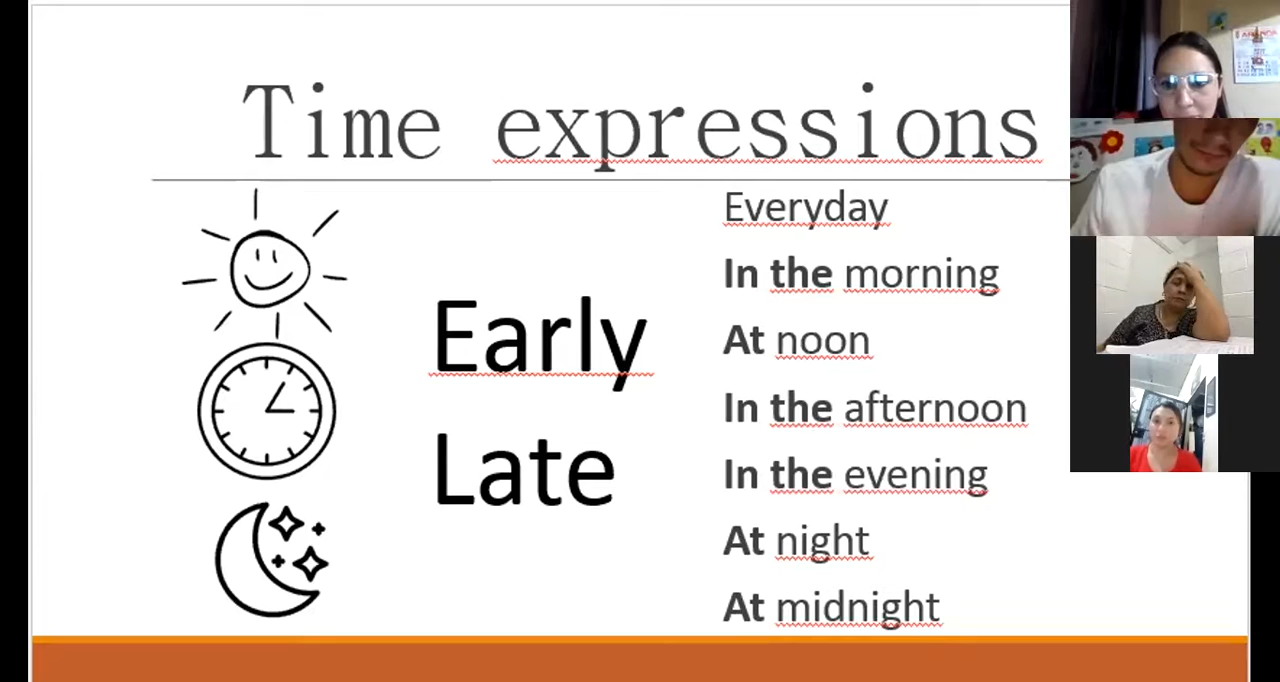 Time expressions
Early
Late
Everyday
In the morning
At noon
In the afternoon
In the evening
At night
At midnight